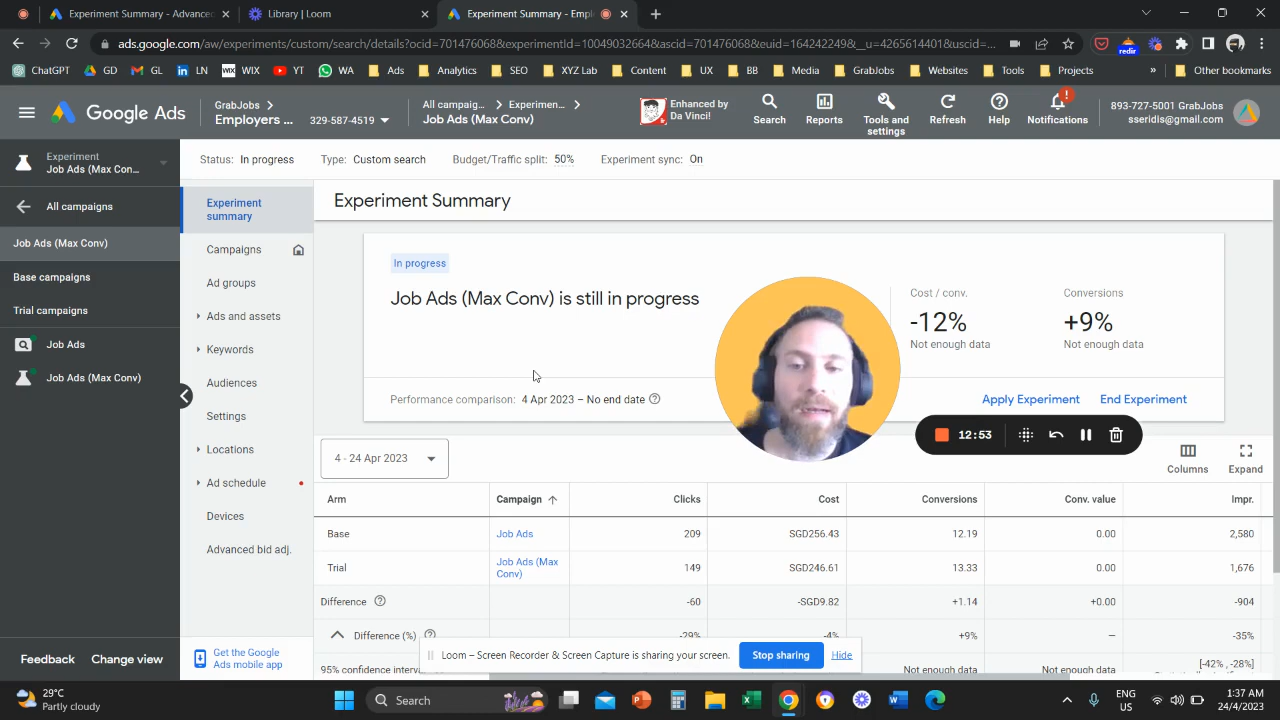 Experiment Summary - Advance
Library | Loom
Experiment Summary - Emplo
ads.google.com/aw/experiments/custom/search/details?ocid=701476068&experimentId=10049032664&ascid=701476068&euid=164242249&__u=4265614401&uscid=...
redir
ChatGPT GD GL LN WIX YT WA Ads Analytics SEO XYZ Lab Content UX BB Media GrabJobs Websites Tools Projects » Other bookmarks
Google Ads
GrabJobs
Employers ... 329-587-4519
All campaig... Experimen...
Job Ads (Max Conv)
Enhanced by
Da Vinci!
Search
Reports
Tools and
settings
Refresh
Help
!
Notifications
893-727-5001 GrabJobs
sseridis@gmail.com
Experiment
Job Ads (Max Con...
All campaigns
Job Ads (Max Conv)
Base campaigns
Trial campaigns
Job Ads
Job Ads (Max Conv)
Feedback Change view
Status: In progress Type: Custom search Budget/Traffic split: 50% Experiment sync: On
Experiment
summary
Campaigns
Ad groups
Ads and assets
Keywords
Audiences
Settings
Locations
Ad schedule
Devices
Advanced bid adj.
Get the Google
Ads mobile app
Experiment Summary
In progress
Job Ads (Max Conv) is still in progress
Cost / conv.
-12%
Not enough data
Conversions
+9%
Not enough data
Performance comparison: 4 Apr 2023 – No end date
Apply Experiment End Experiment
12:53
4 - 24 Apr 2023
Columns
Expand
Arm Campaign Clicks Cost Conversions Conv. value Impr.
Base Job Ads 209 SGD256.43 12.19 0.00 2,580
Trial Job Ads (Max
Conv) 149 SGD246.61 13.33 0.00 1,676
Difference -60 -SGD9.82 +1.14 +0.00 -904
Difference (%) -29% -4% +9% — -35%
95% confidence interv Not enough data Not enough data [-42% , -28%]
Loom – Screen Recorder & Screen Capture is sharing your screen. Stop sharing Hide
29°C
Partly cloudy
Search
ENG
US
1:37 AM
24/4/2023